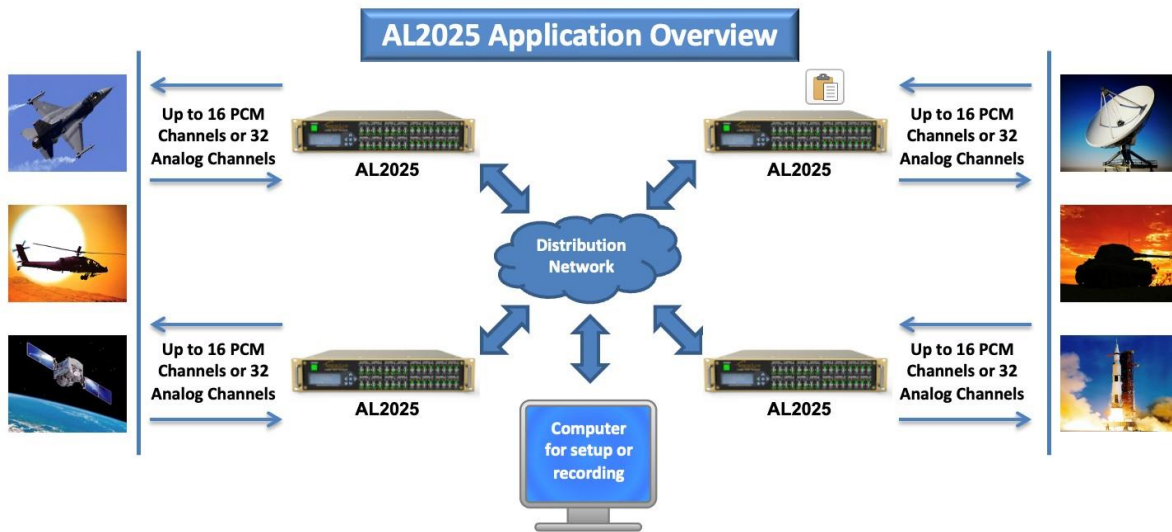 AL2025 Application Overview
Up to 16 PCM
Channels or 32
Analog Channels
AL2025
AL2025
Up to 16 PCM
Channels or 32
Analog Channels
Distribution
Network
Up to 16 PCM
Channels or 32
Analog Channels
AL2025
AL2025
Up to 16 PCM
Channels or 32
Analog Channels
Computer
for setup or
recording